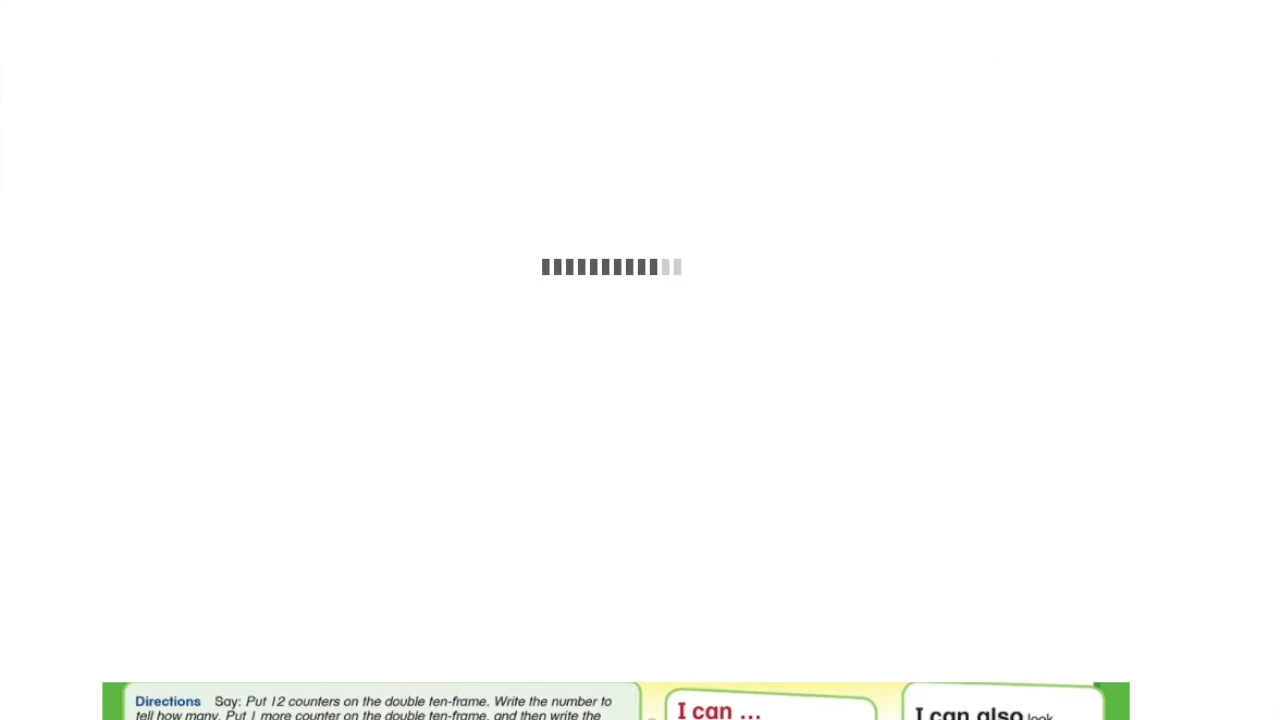 Directions Say: Put 12 counters on the double ten-frame. Write the number to
tell how many. Put 1 more counter on the double ten-frame, and then write the
I can ...
I can also look